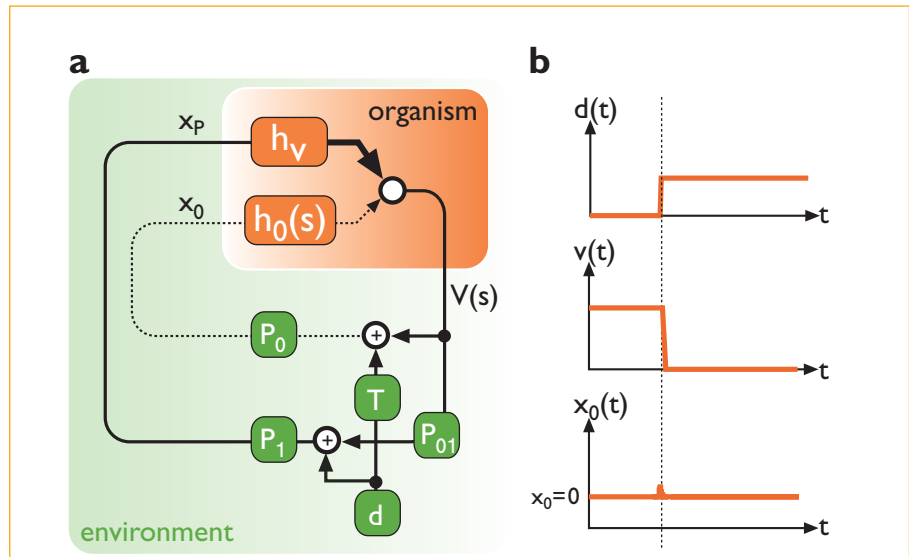 a
organism
x_P
h_v
x_0
h_0(s)
V(s)
P_0
+
T
P_1
+
P_01
d
environment
b
d(t)
t
v(t)
t
x_0(t)
x_0=0
t